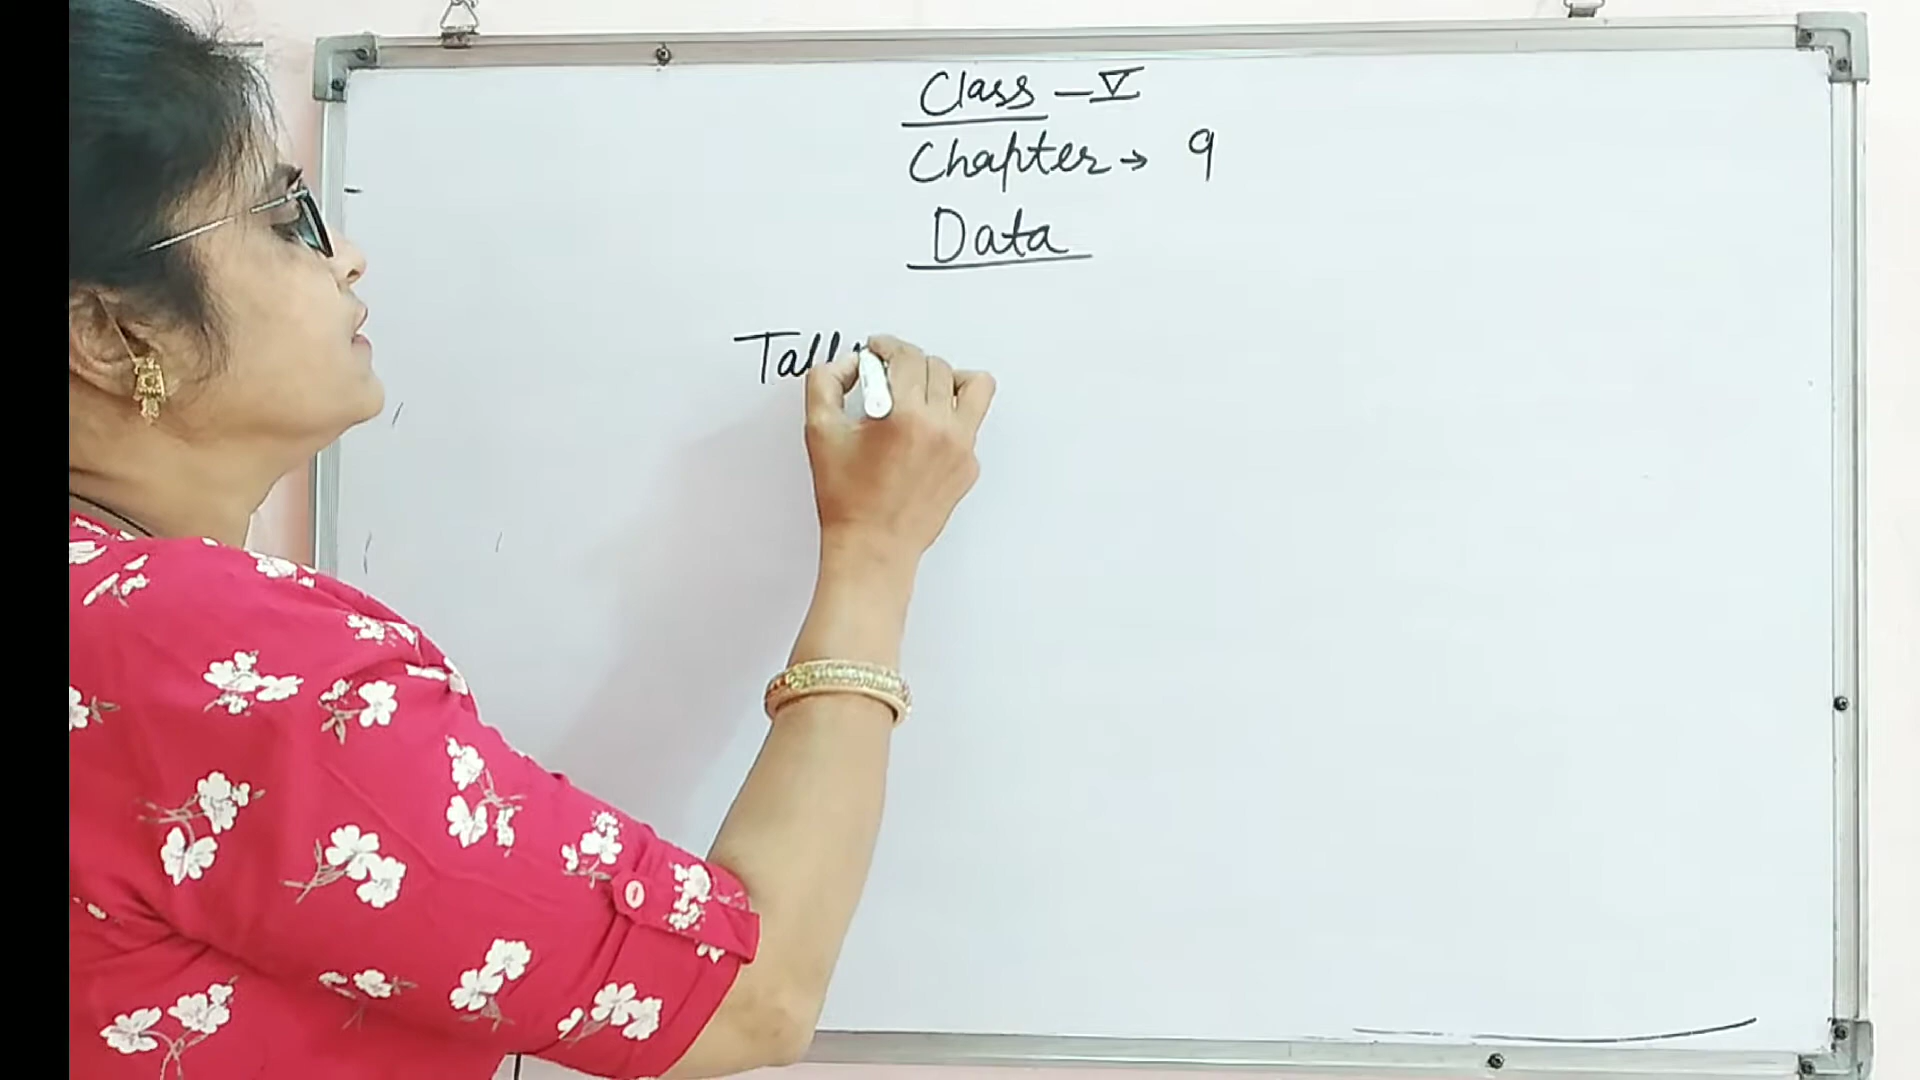 Class - V
Chapter → 9
Data
Tall